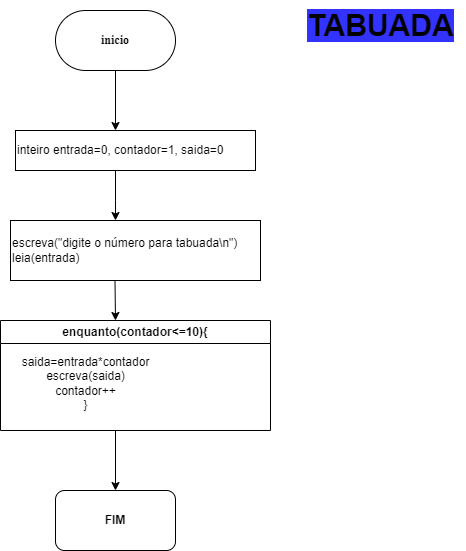 TABUADA
inicio
inteiro entrada=0, contador=1, saida=0
escreva("digite o número para tabuada\n")
leia(entrada)
enquanto(contador<=10){
saida=entrada*contador
escreva(saida)
contador++
}
FIM